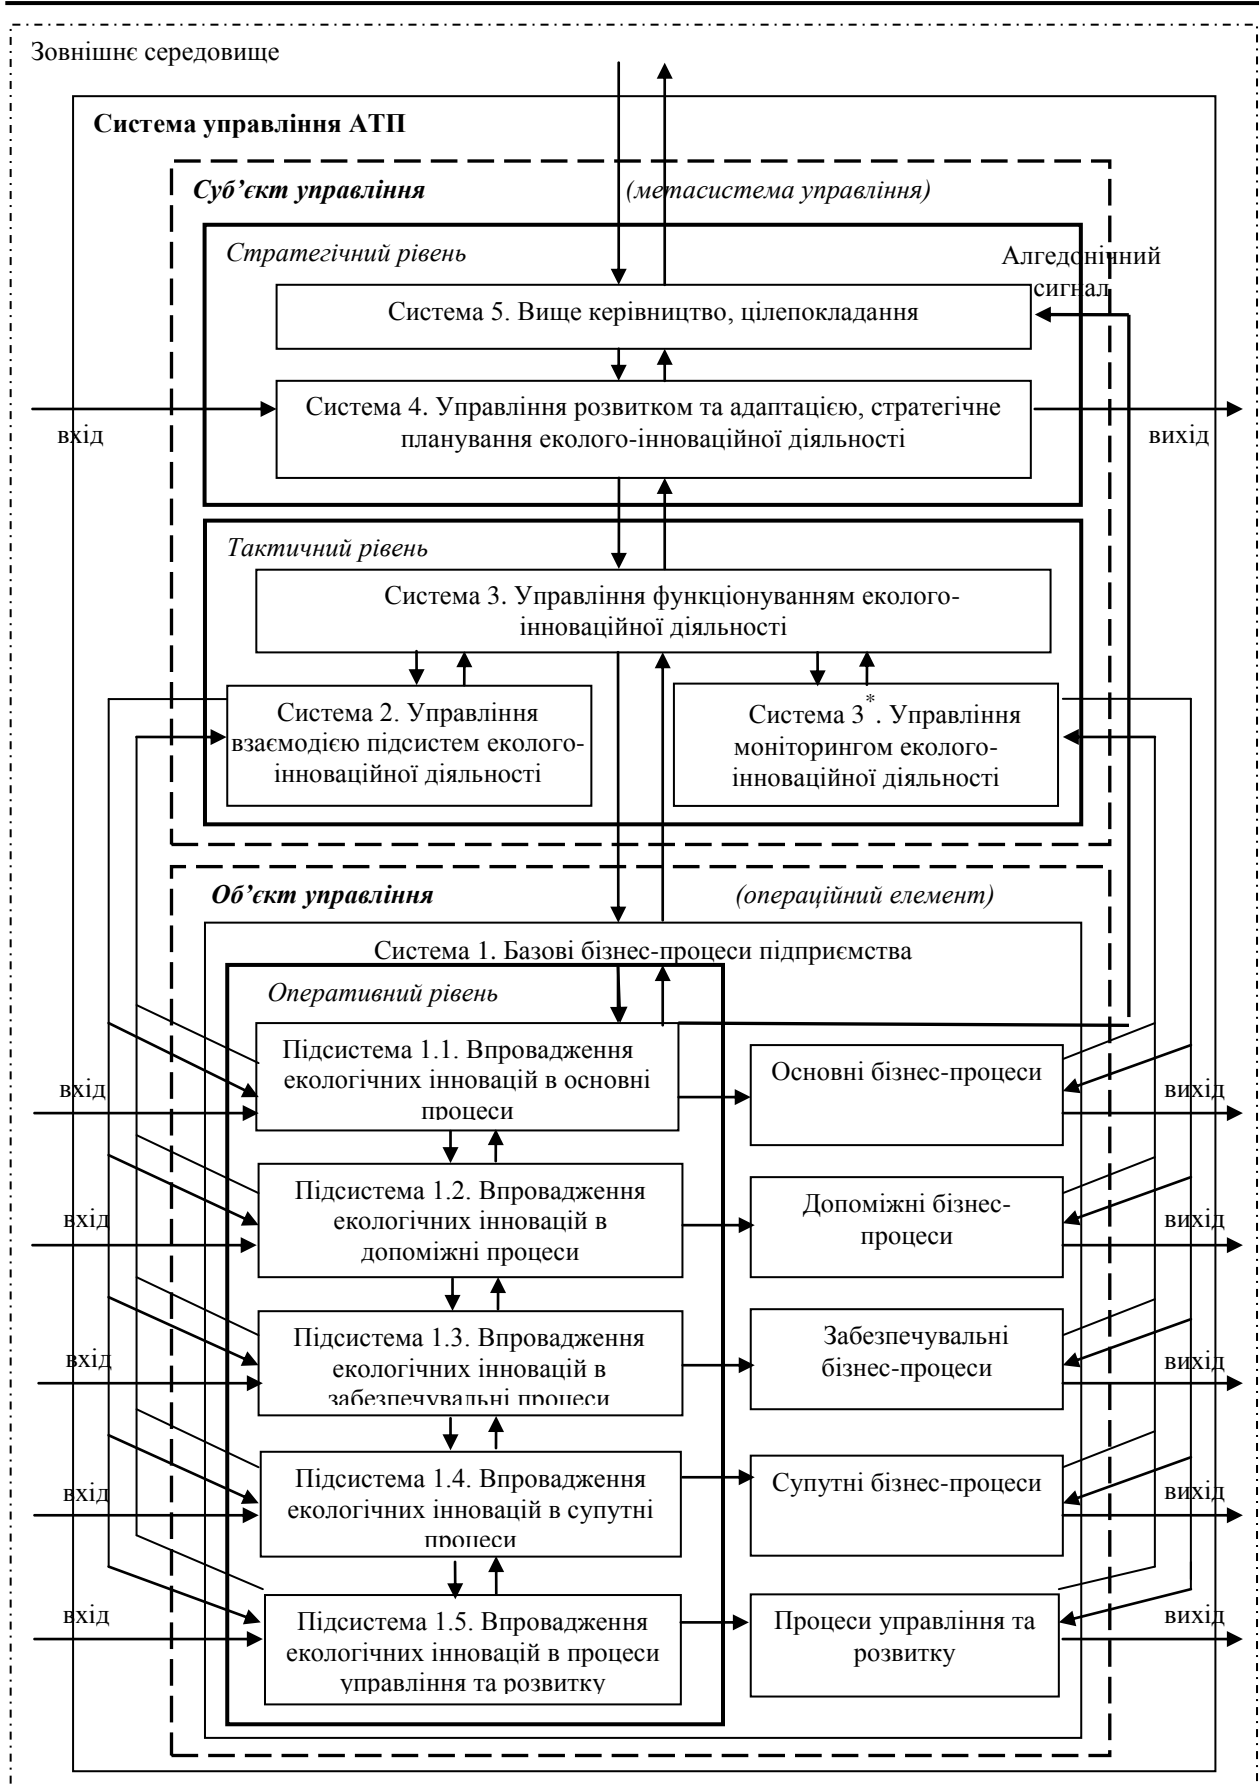 Зовнішнє середовище
Система управління АТП
Суб’єкт управління (метасистема управління)
Стратегічний рівень
Алгедонічний
сигнал
Система 5. Вище керівництво, цілепокладання
Система 4. Управління розвитком та адаптацією, стратегічне
планування еколого-інноваційної діяльності
вхід
вихід
Тактичний рівень
Система 3. Управління функціонуванням еколого-
інноваційної діяльності
Система 2. Управління
взаємодією підсистем еколого-
інноваційної діяльності
Система 3*. Управління
моніторингом еколого-
інноваційної діяльності
Об’єкт управління (операційний елемент)
Система 1. Базові бізнес-процеси підприємства
Оперативний рівень
вхід
Підсистема 1.1. Впровадження
екологічних інновацій в основні
процеси
Основні бізнес-процеси
вихід
вхід
Підсистема 1.2. Впровадження
екологічних інновацій в
допоміжні процеси
Допоміжні бізнес-
процеси
вихід
вхід
Підсистема 1.3. Впровадження
екологічних інновацій в
забезпечувальні процеси
Забезпечувальні
бізнес-процеси
вихід
вхід
Підсистема 1.4. Впровадження
екологічних інновацій в супутні
процеси
Супутні бізнес-процеси
вихід
вхід
Підсистема 1.5. Впровадження
екологічних інновацій в процеси
управління та розвитку
Процеси управління та
розвитку
вихід